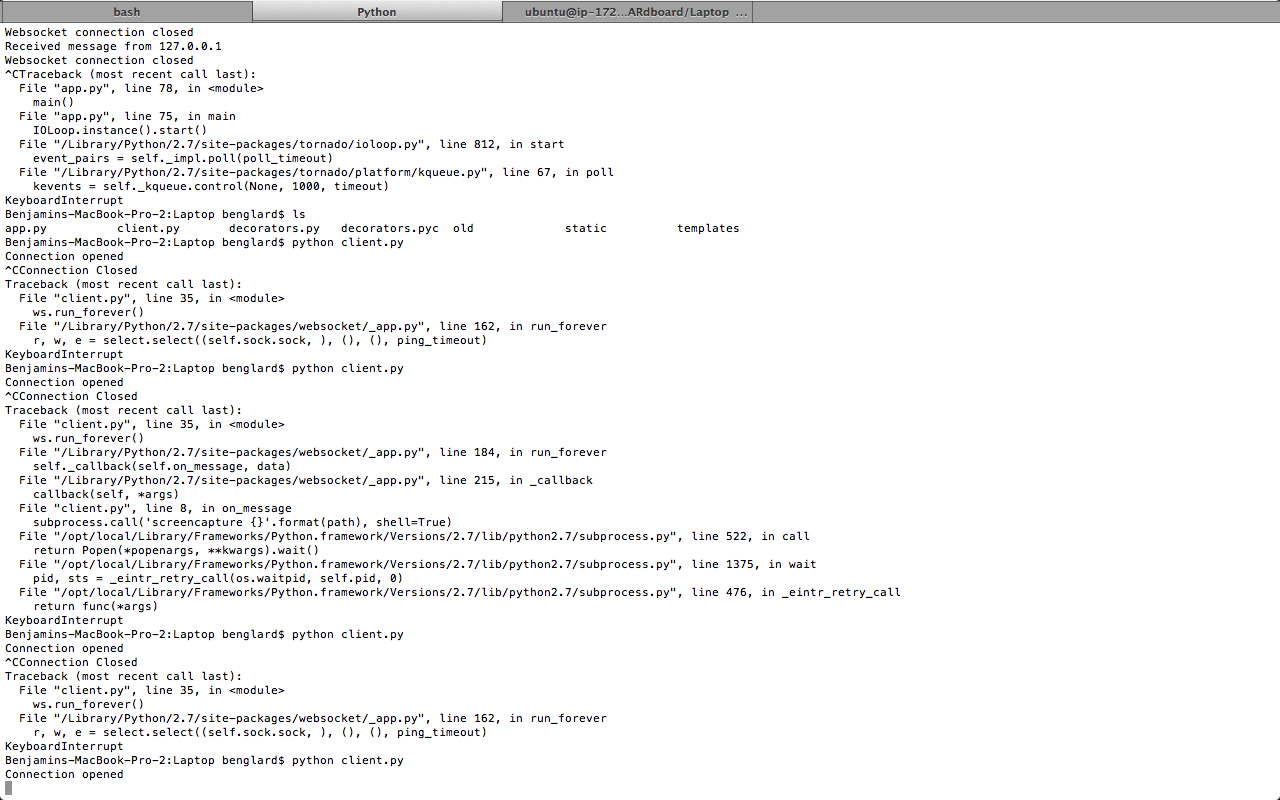 bash Python ubuntu@ip-172...ARdboard/Laptop ...
Websocket connection closed
Received message from 127.0.0.1
Websocket connection closed
^CTraceback (most recent call last):
  File "app.py", line 78, in <module>
    main()
  File "app.py", line 75, in main
    IOLoop.instance().start()
  File "/Library/Python/2.7/site-packages/tornado/ioloop.py", line 812, in start
    event_pairs = self._impl.poll(poll_timeout)
  File "/Library/Python/2.7/site-packages/tornado/platform/kqueue.py", line 67, in poll
    kevents = self._kqueue.control(None, 1000, timeout)
KeyboardInterrupt
Benjamins-MacBook-Pro-2:Laptop benglard$ ls
app.py          client.py       decorators.py   decorators.pyc  old             static          templates
Benjamins-MacBook-Pro-2:Laptop benglard$ python client.py
Connection opened
^CConnection Closed
Traceback (most recent call last):
  File "client.py", line 35, in <module>
    ws.run_forever()
  File "/Library/Python/2.7/site-packages/websocket/_app.py", line 162, in run_forever
    r, w, e = select.select((self.sock.sock, ), (), (), ping_timeout)
KeyboardInterrupt
Benjamins-MacBook-Pro-2:Laptop benglard$ python client.py
Connection opened
^CConnection Closed
Traceback (most recent call last):
  File "client.py", line 35, in <module>
    ws.run_forever()
  File "/Library/Python/2.7/site-packages/websocket/_app.py", line 184, in run_forever
    self._callback(self.on_message, data)
  File "/Library/Python/2.7/site-packages/websocket/_app.py", line 215, in _callback
    callback(self, *args)
  File "client.py", line 8, in on_message
    subprocess.call('screencapture {}'.format(path), shell=True)
  File "/opt/local/Library/Frameworks/Python.framework/Versions/2.7/lib/python2.7/subprocess.py", line 522, in call
    return Popen(*popenargs, **kwargs).wait()
  File "/opt/local/Library/Frameworks/Python.framework/Versions/2.7/lib/python2.7/subprocess.py", line 1375, in wait
    pid, sts = _eintr_retry_call(os.waitpid, self.pid, 0)
  File "/opt/local/Library/Frameworks/Python.framework/Versions/2.7/lib/python2.7/subprocess.py", line 476, in _eintr_retry_call
    return func(*args)
KeyboardInterrupt
Benjamins-MacBook-Pro-2:Laptop benglard$ python client.py
Connection opened
^CConnection Closed
Traceback (most recent call last):
  File "client.py", line 35, in <module>
    ws.run_forever()
  File "/Library/Python/2.7/site-packages/websocket/_app.py", line 162, in run_forever
    r, w, e = select.select((self.sock.sock, ), (), (), ping_timeout)
KeyboardInterrupt
Benjamins-MacBook-Pro-2:Laptop benglard$ python client.py
Connection opened